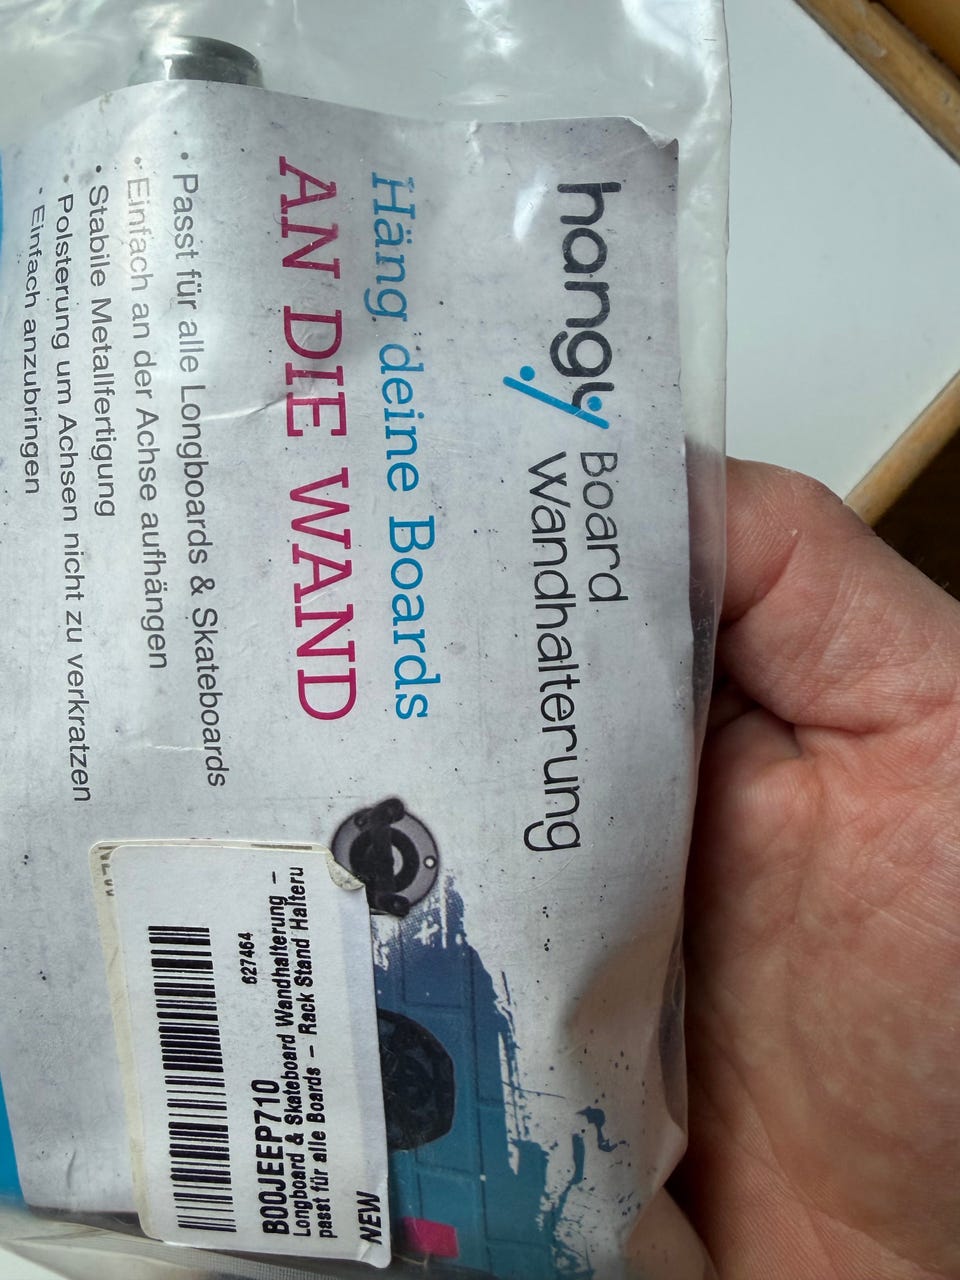 hangy Board
Wandhalterung
Häng deine Boards
AN DIE WAND
• Passt für alle Longboards & Skateboards
• Einfach an der Achse aufhängen
• Stabile Metallfertigung
• Polsterung um Achsen nicht zu verkratzen
• Einfach anzubringen
627464
B00JEEP710
Longboard & Skateboard Wandhalterung -
passt für alle Boards - Rack Stand Halteru
NEW